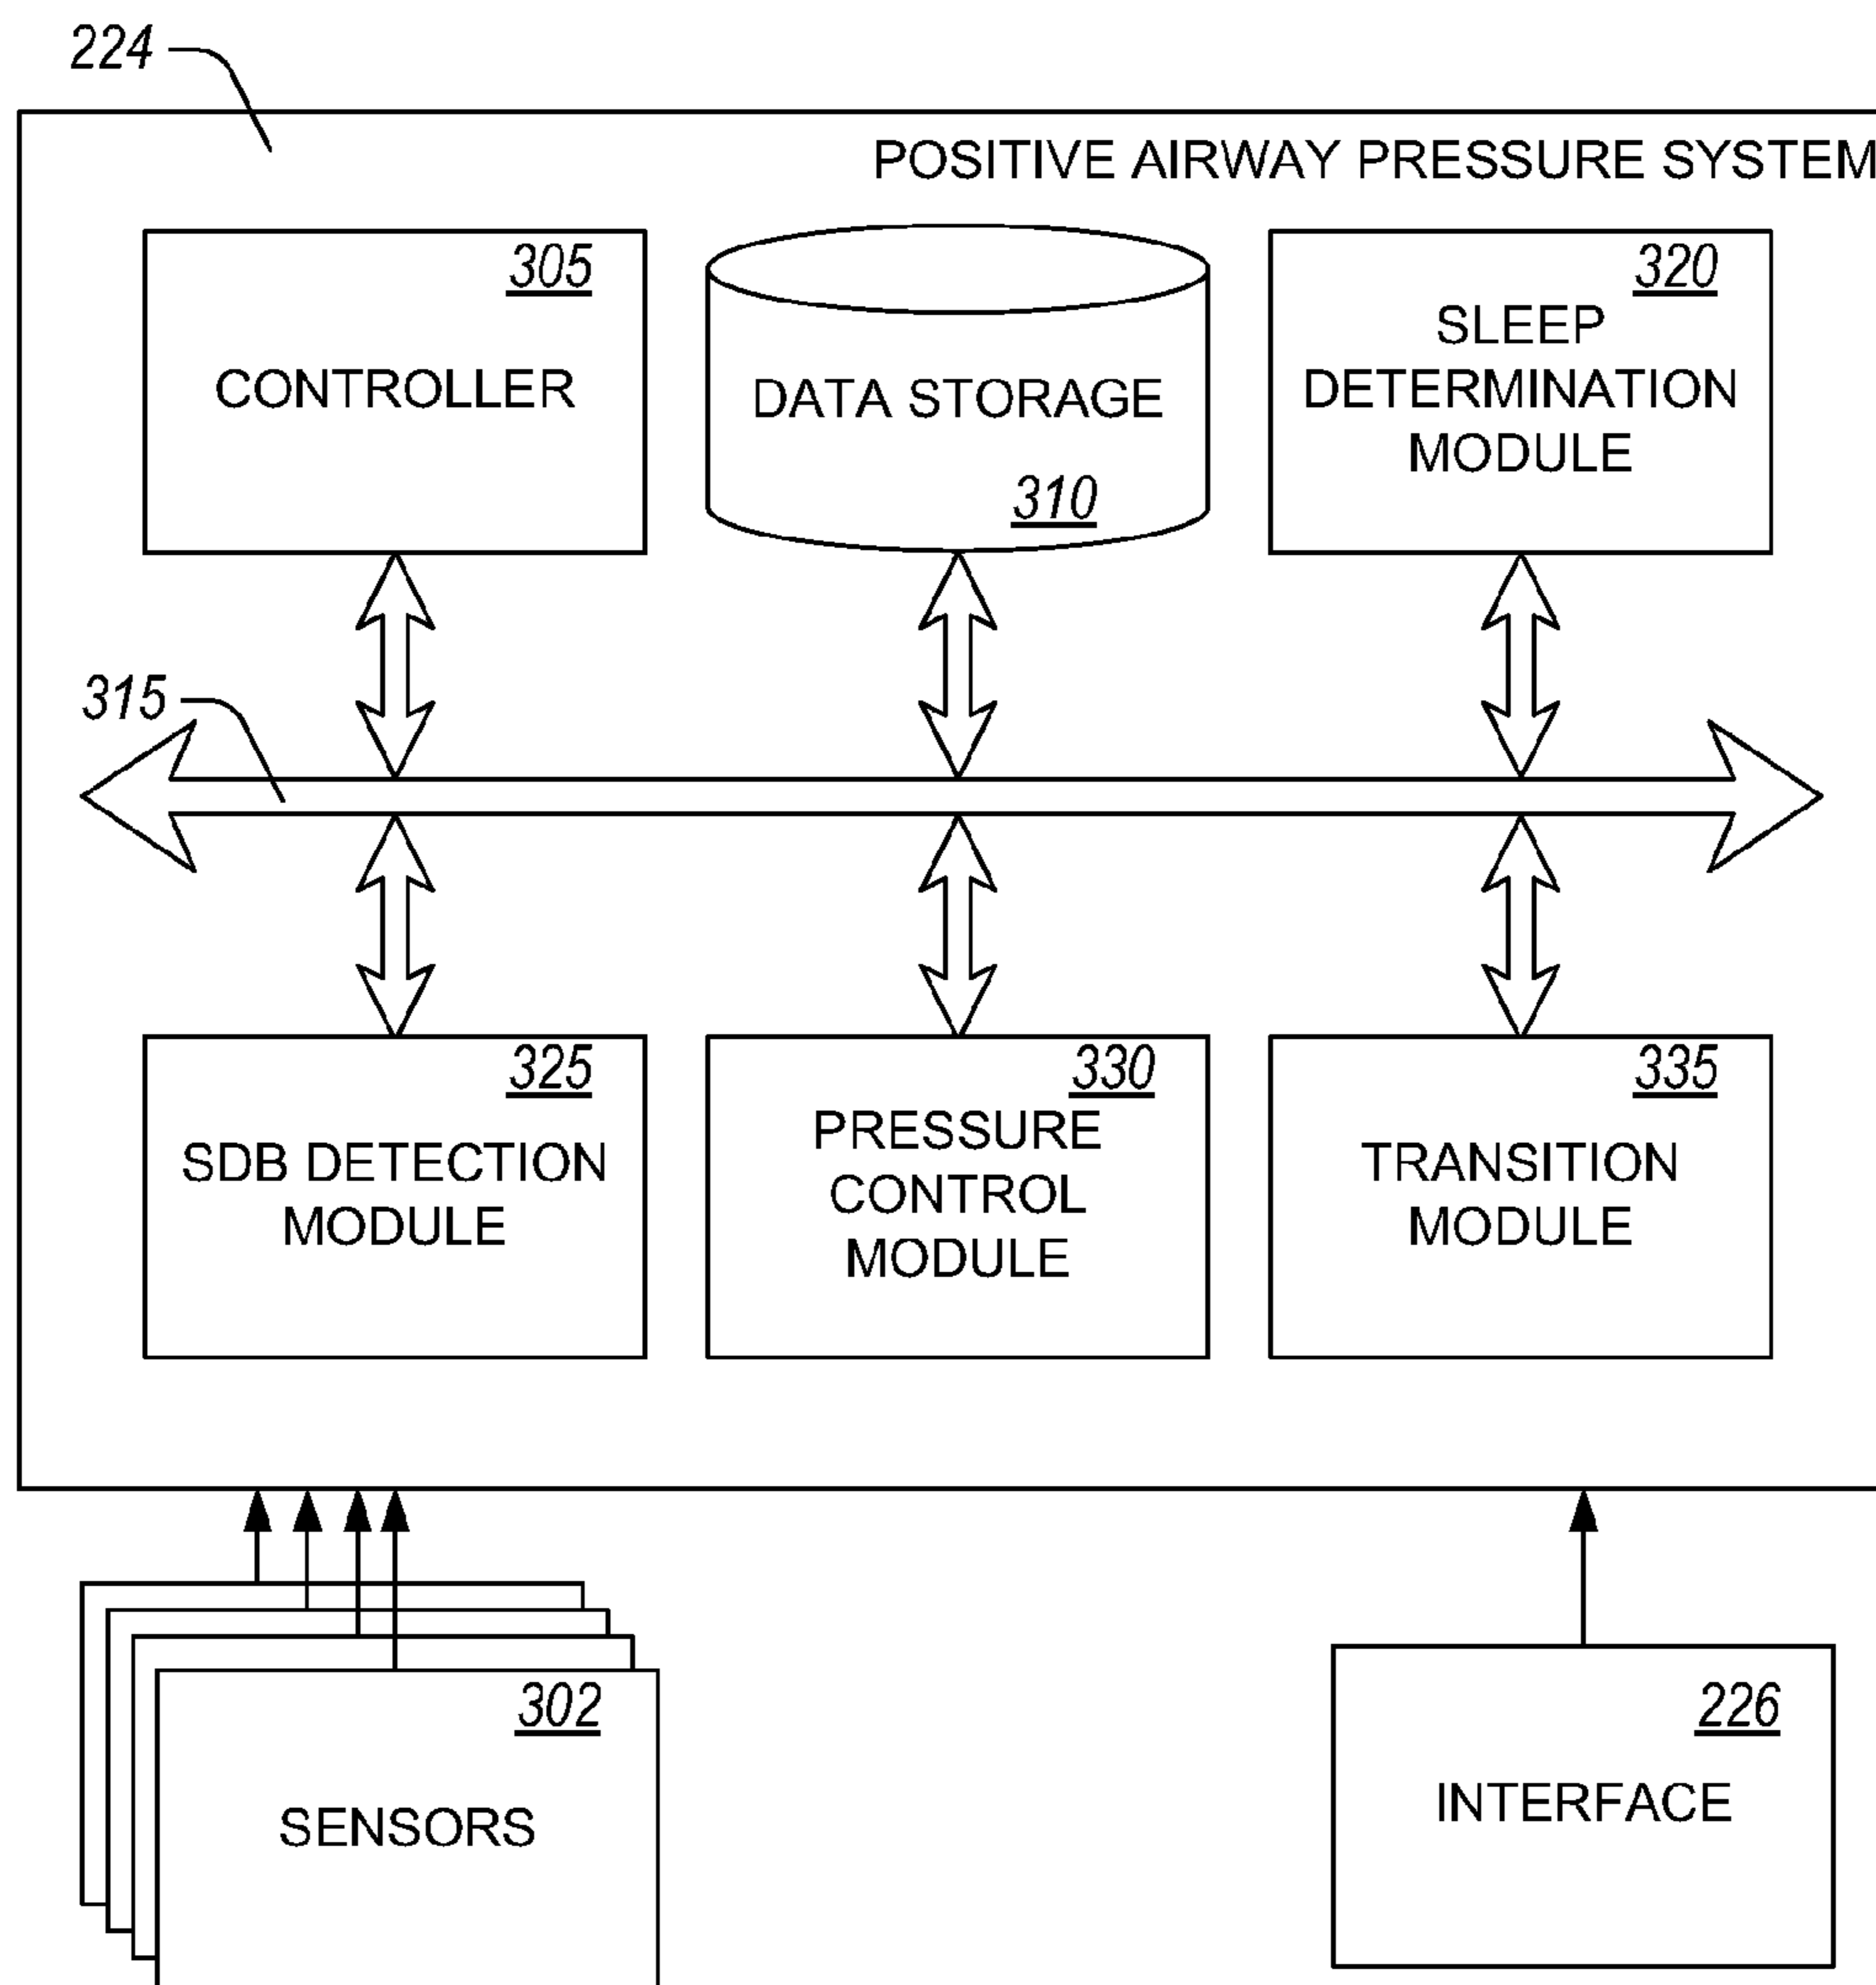 224
POSITIVE AIRWAY PRESSURE SYSTEM
305
CONTROLLER
DATA STORAGE
310
320
SLEEP
DETERMINATION
MODULE
315
325
SDB DETECTION
MODULE
330
PRESSURE
CONTROL
MODULE
335
TRANSITION
MODULE
302
SENSORS
226
INTERFACE